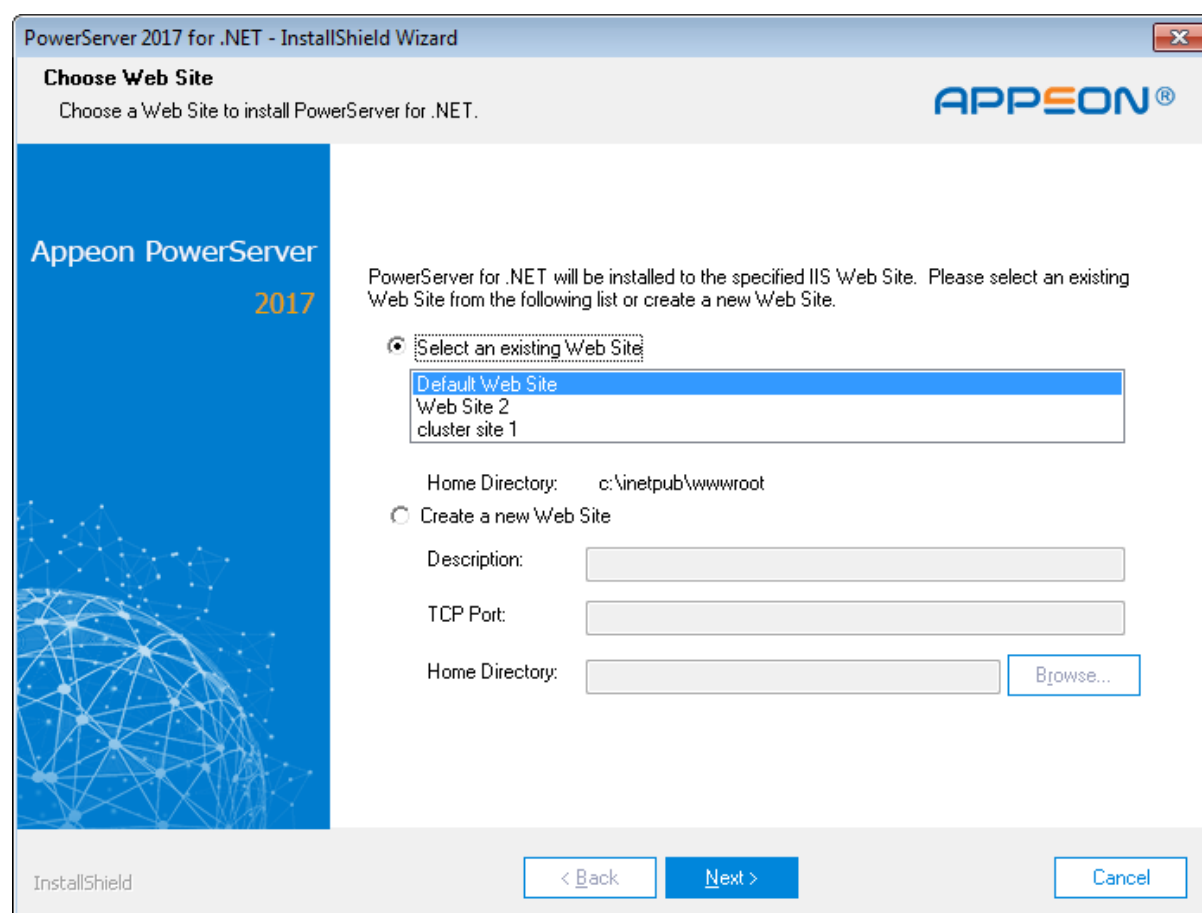 PowerServer 2017 for .NET - InstallShield Wizard
Choose Web Site
Choose a Web Site to install PowerServer for .NET.
APPEON®
Appeon PowerServer
2017
PowerServer for .NET will be installed to the specified IIS Web Site.  Please select an existing
Web Site from the following list or create a new Web Site.
Select an existing Web Site
Default Web Site
Web Site 2
cluster site 1
Home Directory: c:\inetpub\wwwroot
Create a new Web Site
Description:
TCP Port:
Home Directory:
Browse...
InstallShield
< Back
Next >
Cancel